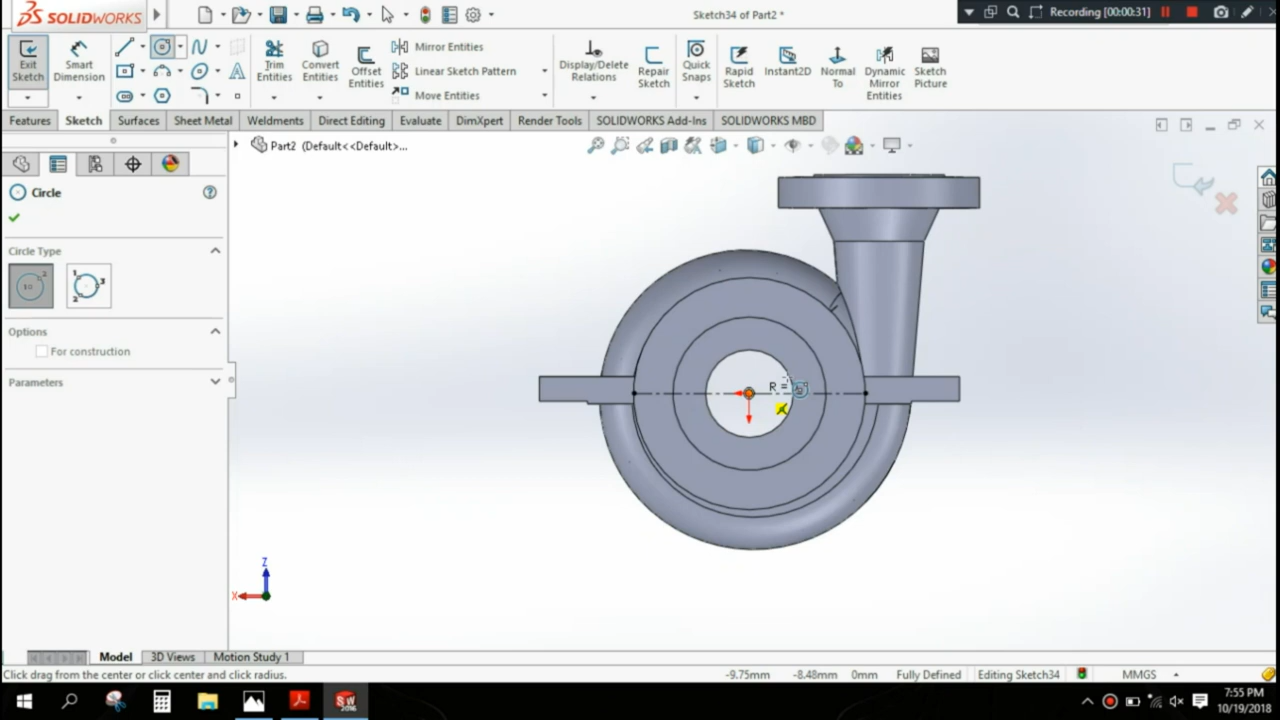 SOLIDWORKS
Sketch34 of Part2 *
Recording [00:00:31]
Exit Sketch
Smart Dimension
Trim Entities
Convert Entities
Offset Entities
Mirror Entities
Linear Sketch Pattern
Move Entities
Display/Delete Relations
Repair Sketch
Quick Snaps
Rapid Sketch
Instant2D
Normal To
Dynamic Mirror Entities
Sketch Picture
Features
Sketch
Surfaces
Sheet Metal
Weldments
Direct Editing
Evaluate
DimXpert
Render Tools
SOLIDWORKS Add-Ins
SOLIDWORKS MBD
Part2 (Default<<Default>...
Circle
Circle Type
Options
For construction
Parameters
R =
Z
X
Model
3D Views
Motion Study 1
Click drag from the center or click center and click radius.
-9.75mm
-8.48mm
0mm
Fully Defined
Editing Sketch34
MMGS
7:55 PM
10/19/2018